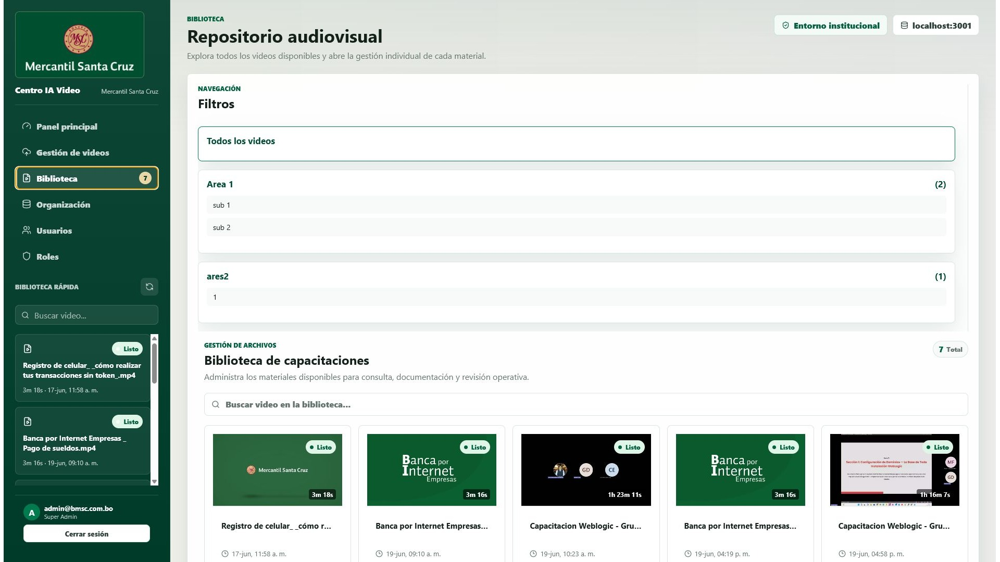 Mercantil Santa Cruz
Centro IA Video
Mercantil Santa Cruz
Panel principal
Gestión de videos
Biblioteca
7
Organización
Usuarios
Roles
BIBLIOTECA RÁPIDA
Buscar video...
Listo
Registro de celular_ _cómo realizar
tus transacciones sin token_.mp4
3m 18s · 17-jun, 11:58 a. m.
Listo
Banca por Internet Empresas _
Pago de sueldos.mp4
3m 16s · 19-jun, 09:10 a. m.
A
admin@bmsc.com.bo
Super Admin
Cerrar sesión
BIBLIOTECA
Repositorio audiovisual
Explora todos los videos disponibles y abre la gestión individual de cada material.
Entorno institucional
localhost:3001
NAVEGACIÓN
Filtros
Todos los videos
Area 1
(2)
sub 1
sub 2
ares2
(1)
1
GESTIÓN DE ARCHIVOS
Biblioteca de capacitaciones
Administra los materiales disponibles para consulta, documentación y revisión operativa.
7 Total
Buscar video en la biblioteca...
Listo
Mercantil Santa Cruz
3m 18s
Registro de celular_ _cómo r...
17-jun, 11:58 a. m.
Listo
Banca por
Internet
Empresas
3m 16s
Banca por Internet Empresas...
19-jun, 09:10 a. m.
Listo
GD
CE
1h 23m 11s
Capacitacion Weblogic - Gru...
19-jun, 10:23 a. m.
Listo
Banca por
Internet
Empresas
3m 16s
Banca por Internet Empresas...
19-jun, 04:19 p. m.
Listo
Sección 1: Configuración de Dominios — La Base de Toda
Instalación WebLogic
MF
GD
1h 16m 7s
Capacitacion Weblogic - Gru...
19-jun, 04:58 p. m.